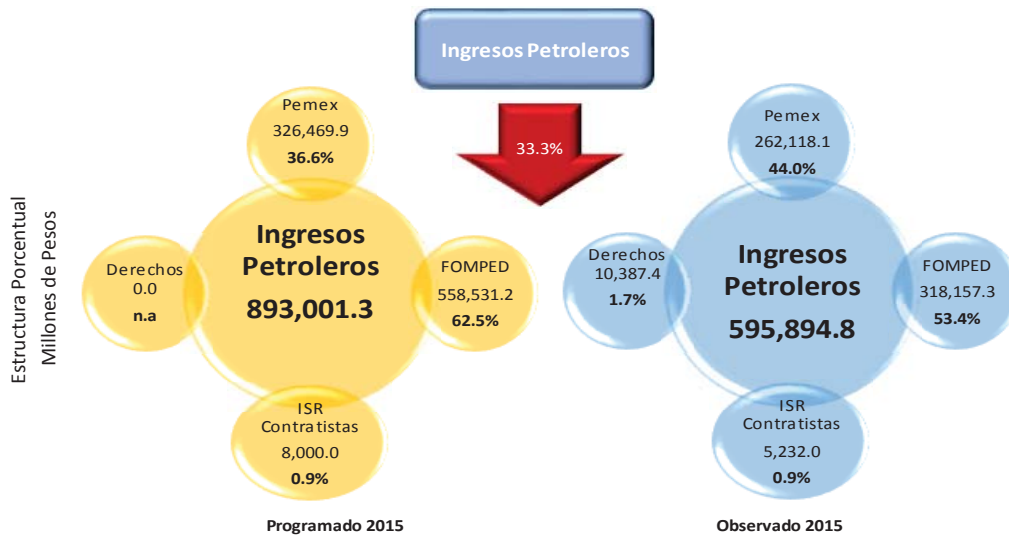 Ingresos Petroleros
33.3%
Estructura Porcentual
Millones de Pesos
Pemex
326,469.9
36.6%
Derechos
0.0
n.a
Ingresos
Petroleros
893,001.3
FOMPED
558,531.2
62.5%
ISR
Contratistas
8,000.0
0.9%
Programado 2015
Pemex
262,118.1
44.0%
Derechos
10,387.4
1.7%
Ingresos
Petroleros
595,894.8
FOMPED
318,157.3
53.4%
ISR
Contratistas
5,232.0
0.9%
Observado 2015